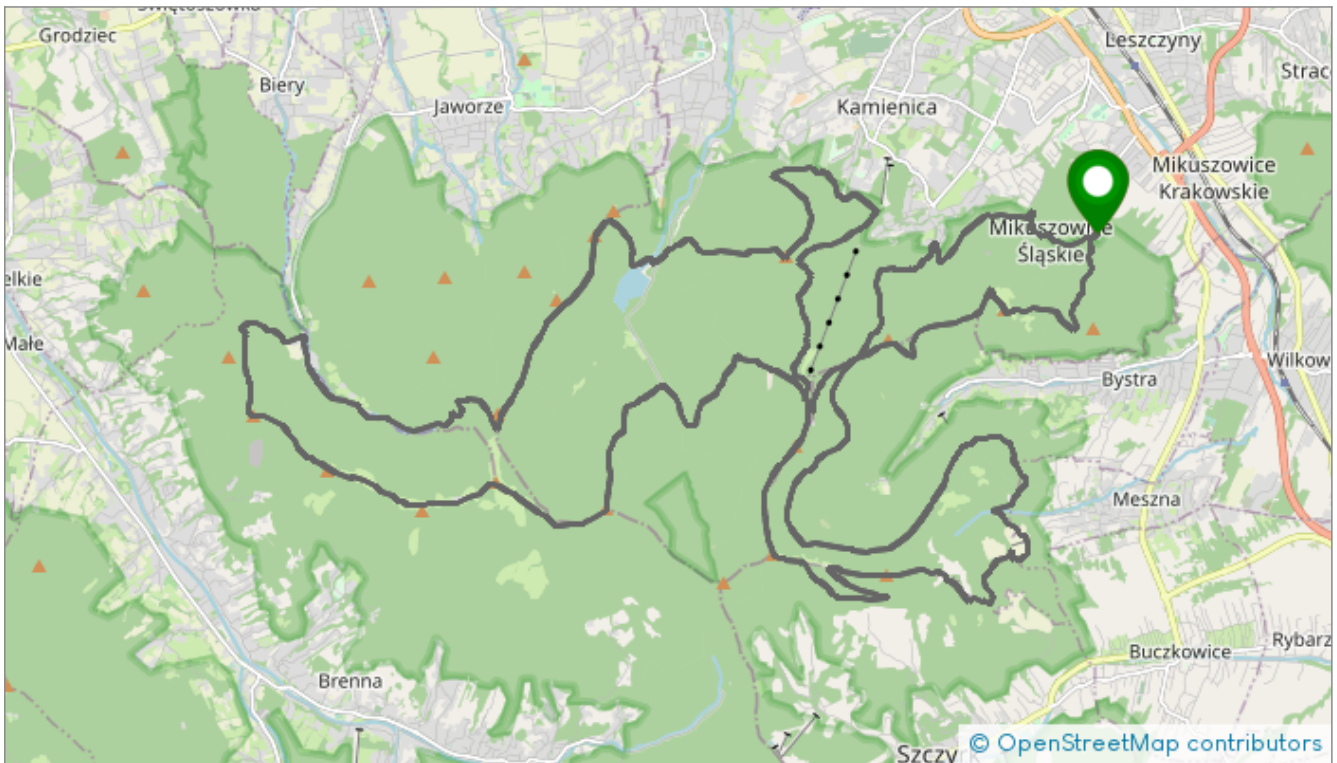 Grodziec
Leszczyny
Biery
Strac
Jaworze
Kamienica
Mikuszowice
Krakowskie
Mikuszowice
Śląskie
elkie
Małe
Wilkow
Bystra
Meszna
Rybarz
Buczkowice
Brenna
Szczy
© OpenStreetMap contributors